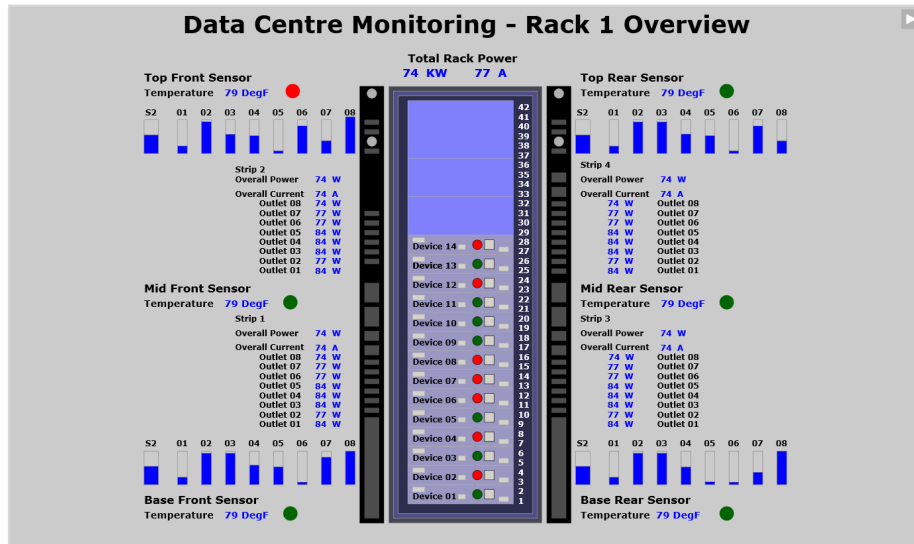 Data Centre Monitoring - Rack 1 Overview
Total Rack Power
74 KW 77 A
Top Front Sensor
Temperature 79 DegF
S2 01 02 03 04 05 06 07 08
Strip 2
Overall Power 74 W
Overall Current 74 A
Outlet 08 74 W
Outlet 07 77 W
Outlet 06 77 W
Outlet 05 84 W
Outlet 04 84 W
Outlet 03 84 W
Outlet 02 77 W
Outlet 01 84 W
Mid Front Sensor
Temperature 79 DegF
Strip 1
Overall Power 74 W
Overall Current 74 A
Outlet 08 74 W
Outlet 07 77 W
Outlet 06 77 W
Outlet 05 84 W
Outlet 04 84 W
Outlet 03 84 W
Outlet 02 77 W
Outlet 01 84 W
S2 01 02 03 04 05 06 07 08
Base Front Sensor
Temperature 79 DegF
42
41
40
39
38
37
36
35
34
33
32
31
30
29
Device 14 28
27
Device 13 26
25
Device 12 24
23
Device 11 22
21
Device 10 20
19
Device 09 18
17
Device 08 16
15
Device 07 14
13
Device 06 12
11
Device 05 10
9
Device 04 8
7
Device 03 6
5
Device 02 4
3
Device 01 2
1
Top Rear Sensor
Temperature 79 DegF
S2 01 02 03 04 05 06 07 08
Strip 4
Overall Power 74 W
Overall Current 74 A
74 W Outlet 08
77 W Outlet 07
77 W Outlet 06
84 W Outlet 05
84 W Outlet 04
84 W Outlet 03
77 W Outlet 02
84 W Outlet 01
Mid Rear Sensor
Temperature 79 DegF
Strip 3
Overall Power 74 W
Overall Current 74 A
74 W Outlet 08
77 W Outlet 07
77 W Outlet 06
84 W Outlet 05
84 W Outlet 04
84 W Outlet 03
77 W Outlet 02
84 W Outlet 01
S2 01 02 03 04 05 06 07 08
Base Rear Sensor
Temperature 79 DegF